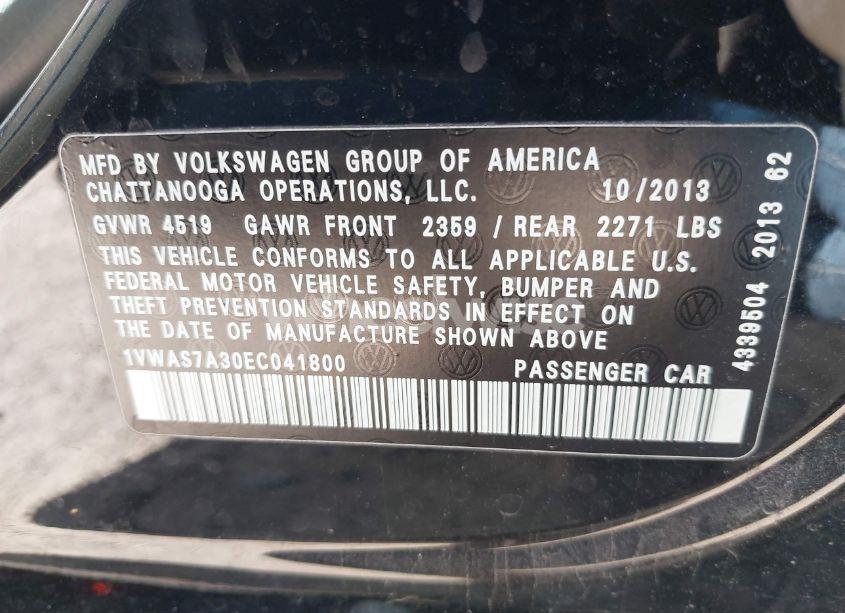 MFD BY VOLKSWAGEN GROUP OF AMERICA
CHATTANOOGA OPERATIONS, LLC. 10/2013
GVWR 4519 GAWR FRONT 2359 / REAR 2271 LBS
THIS VEHICLE CONFORMS TO ALL APPLICABLE U.S.
FEDERAL MOTOR VEHICLE SAFETY, BUMPER AND
THEFT PREVENTION STANDARDS IN EFFECT ON
THE DATE OF MANUFACTURE SHOWN ABOVE
1VWAS7A30EC041800 PASSENGER CAR
4339504 2013 62